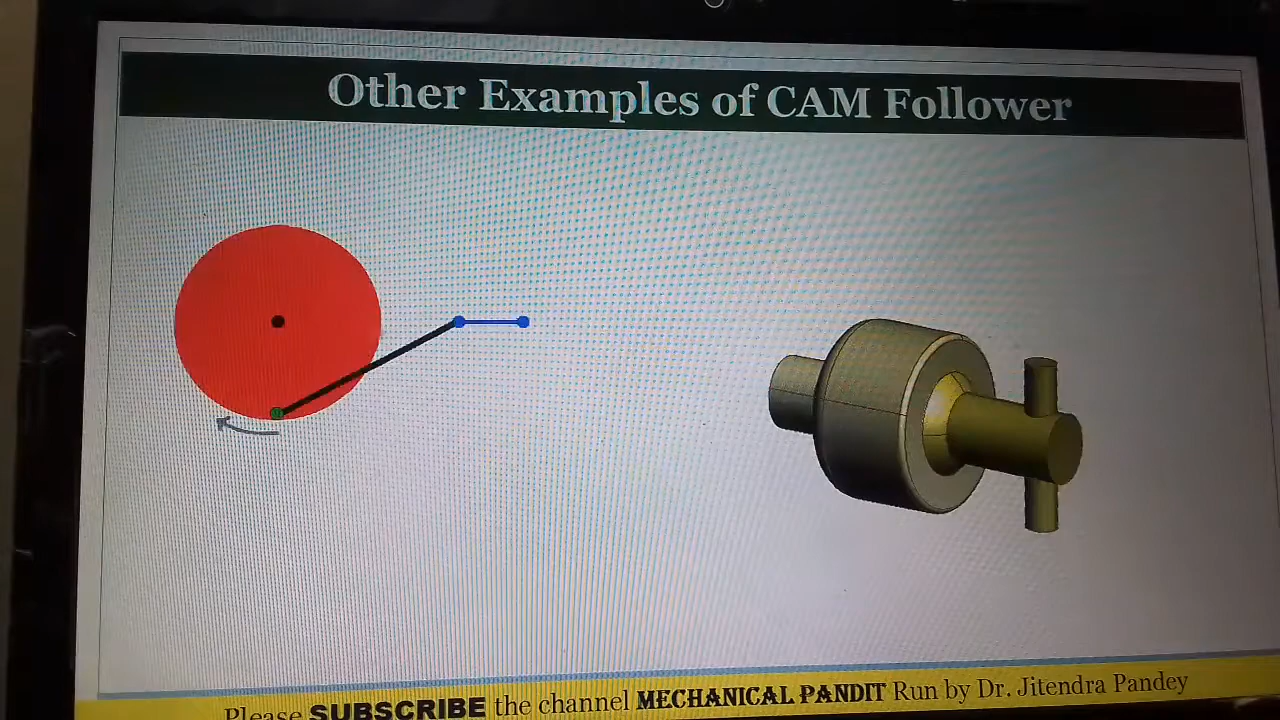 Other Examples of CAM Follower
Please SUBSCRIBE the channel MECHANICAL PANDIT Run by Dr. Jitendra Pandey